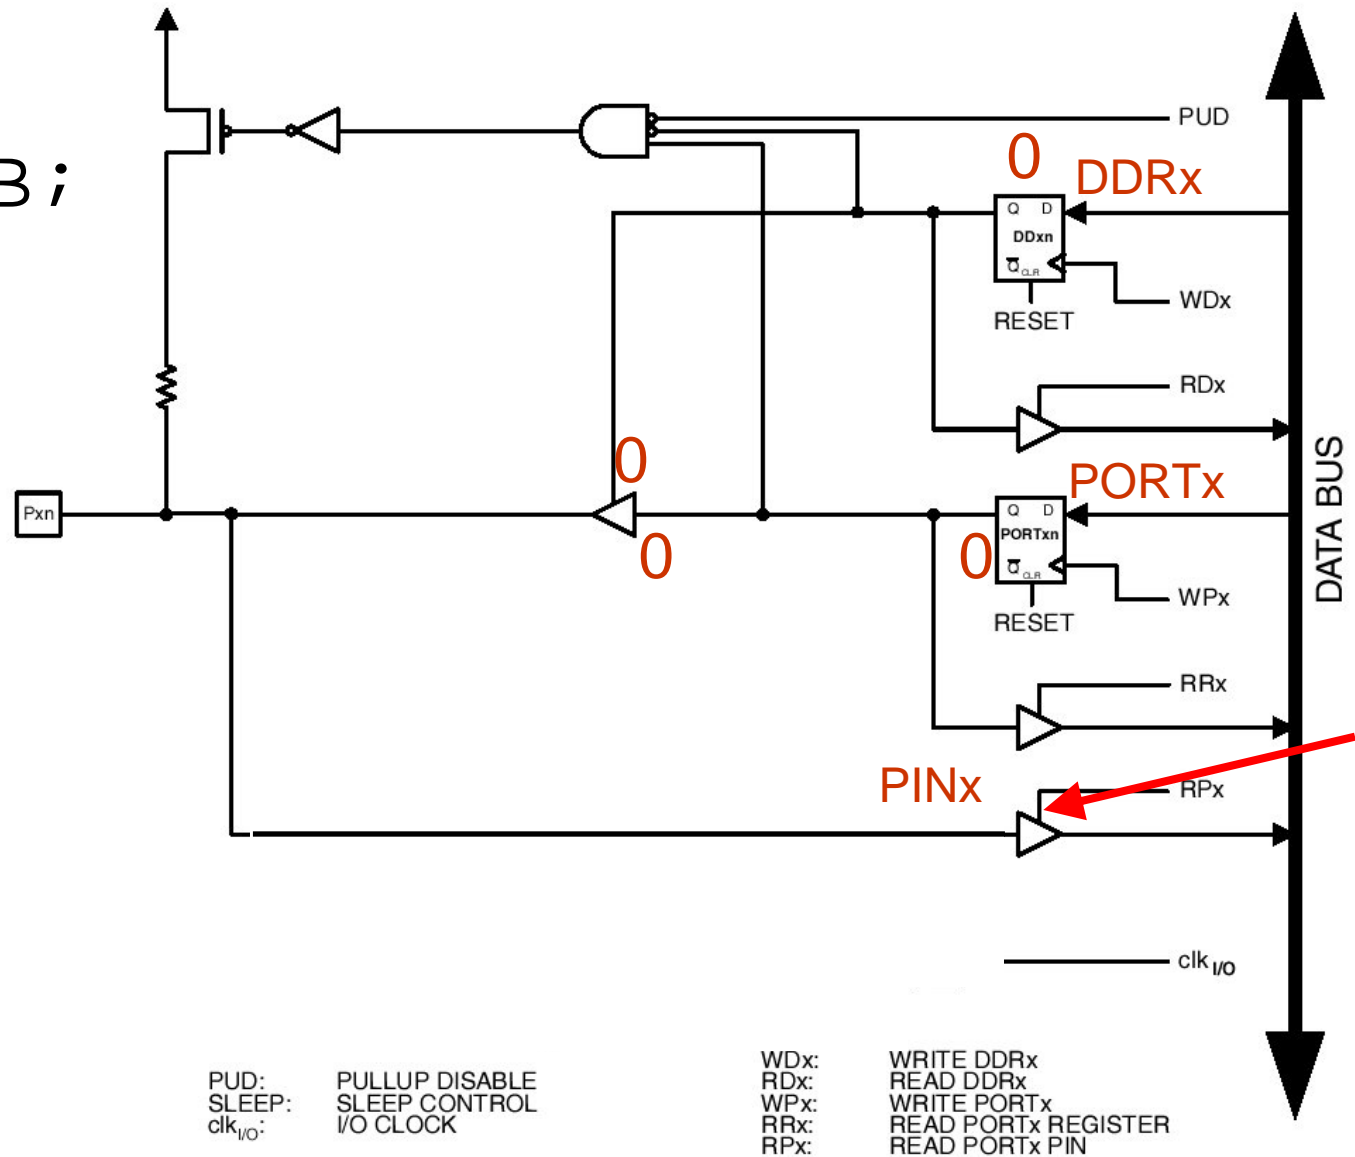 PUD
0
DDRx
B;
Q D
DDxn
Q CLR
WDx
RESET
RDx
0
PORTx
DATA BUS
Pxn
Q D
PORTxn
0
0
Q CLR
WPx
RESET
RRx
PINx
RPx
clk I/O
PUD: PULLUP DISABLE
SLEEP: SLEEP CONTROL
clk I/O: I/O CLOCK
WDx: WRITE DDRx
RDx: READ DDRx
WPx: WRITE PORTx
RRx: READ PORTx REGISTER
RPx: READ PORTx PIN